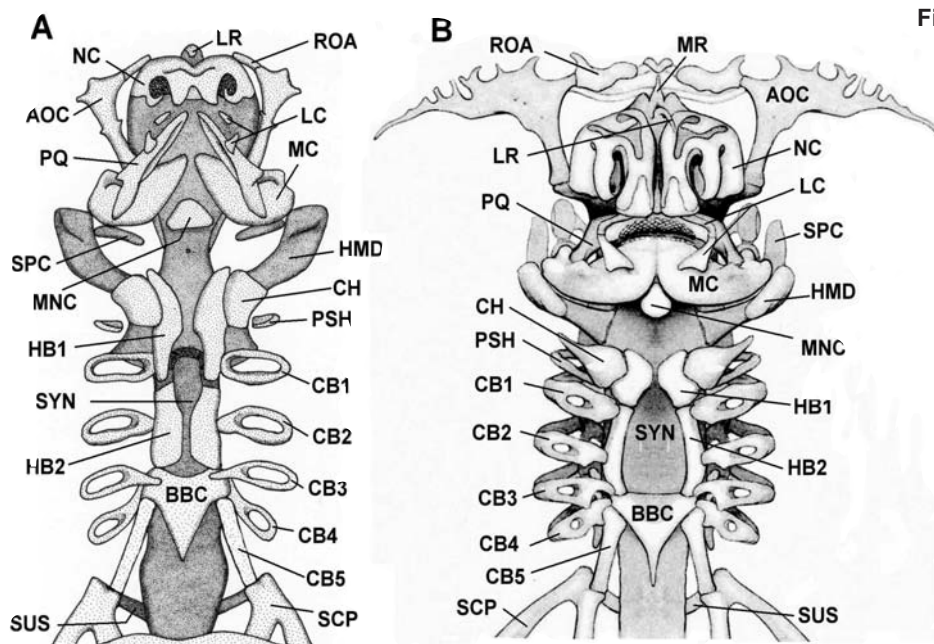 Fi
A
LR
ROA
NC
AOC
LC
PQ
MC
SPC
HMD
MNC
CH
PSH
HB1
CB1
SYN
CB2
HB2
CB3
BBC
CB4
CB5
SUS
SCP
B
ROA
MR
AOC
LR
NC
PQ
LC
SPC
MC
CH
HMD
PSH
MNC
CB1
HB1
SYN
CB2
HB2
CB3
BBC
CB4
CB5
SCP
SUS